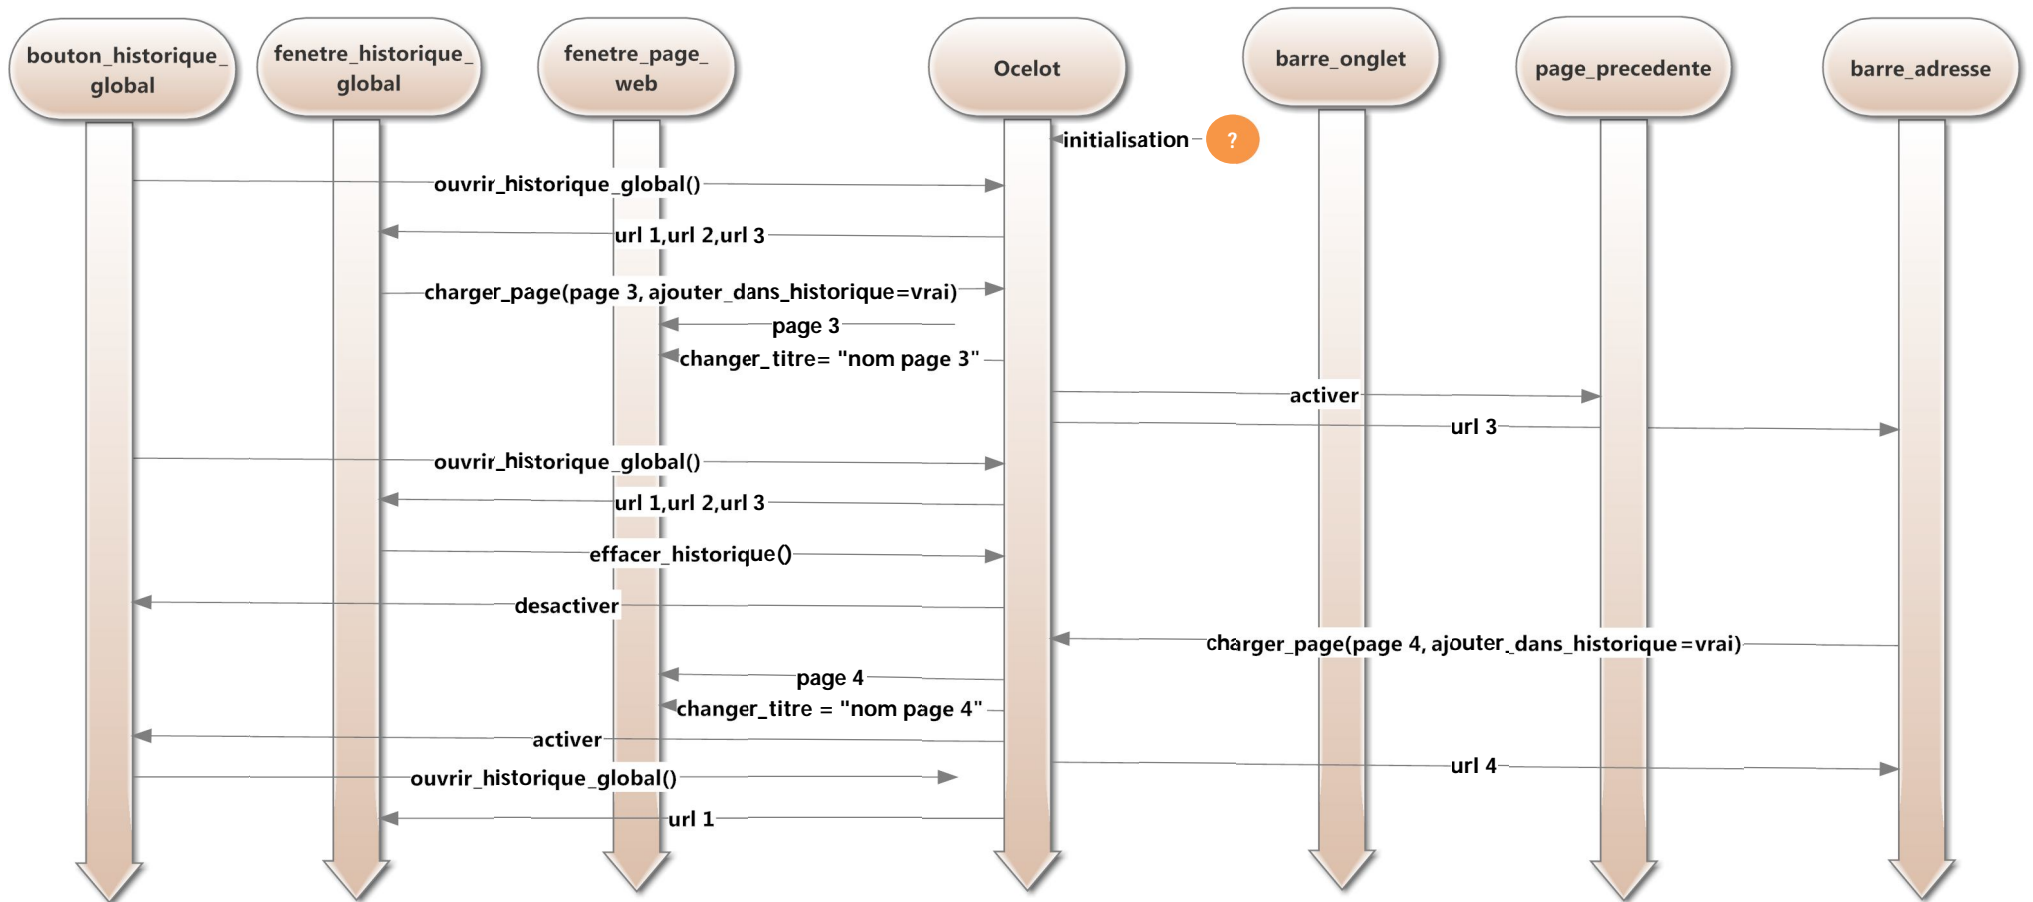 bouton_historique_
global
fenetre_historique_
global
fenetre_page_
web
Ocelot
barre_onglet
page_precedente
barre_adresse
initialisation
?
ouvrir_historique_global()
url 1,url 2,url 3
charger_page(page 3, ajouter_dans_historique=vrai)
page 3
changer_titre= "nom page 3"
activer
url 3
ouvrir_historique_global()
url 1,url 2,url 3
effacer_historique()
desactiver
charger_page(page 4, ajouter_dans_historique=vrai)
page 4
changer_titre = "nom page 4"
activer
url 4
ouvrir_historique_global()
url 1